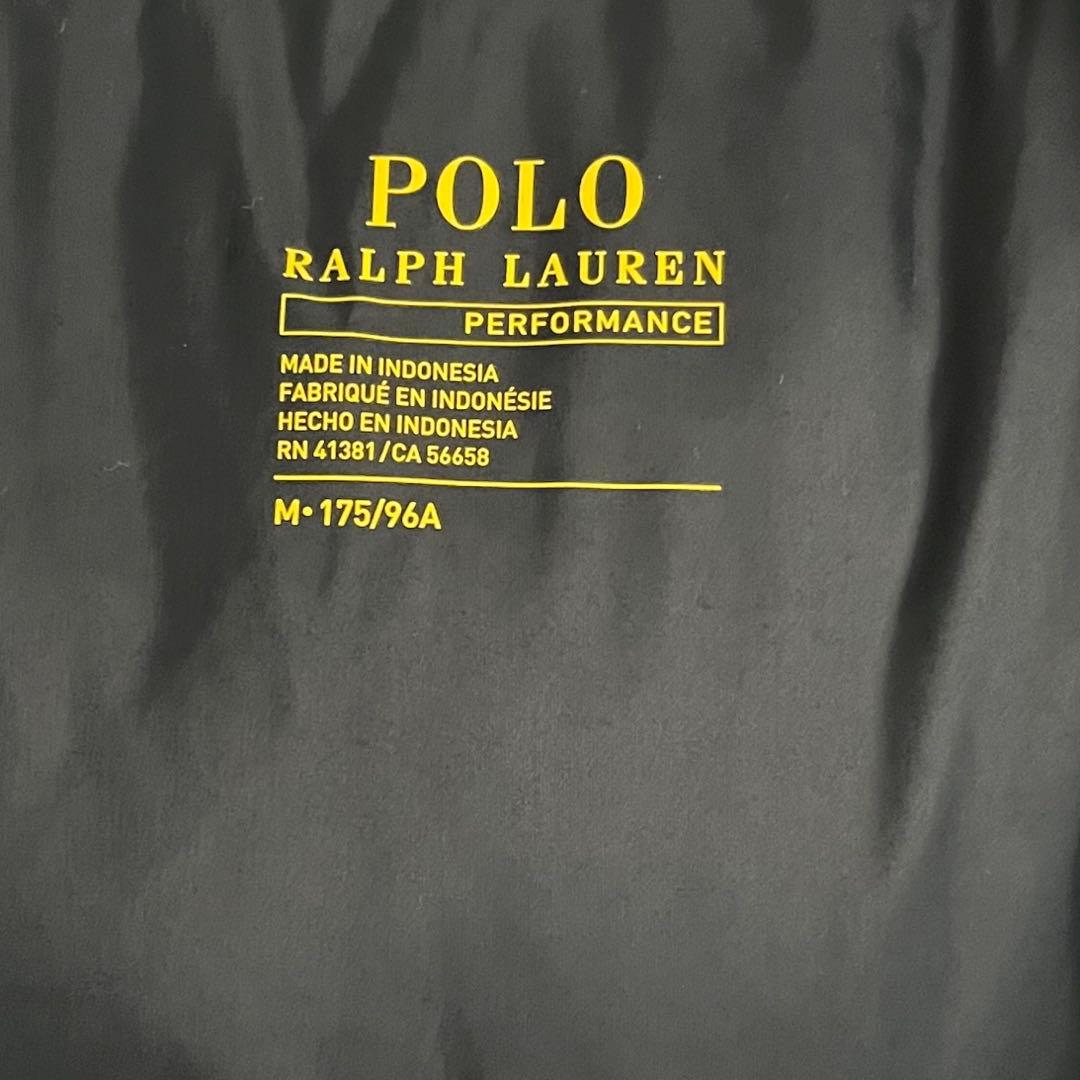 POLO
RALPH LAUREN
PERFORMANCE
MADE IN INDONESIA
FABRIQUÉ EN INDONÉSIE
HECHO EN INDONESIA
RN 41381/CA 56658
M•175/96A